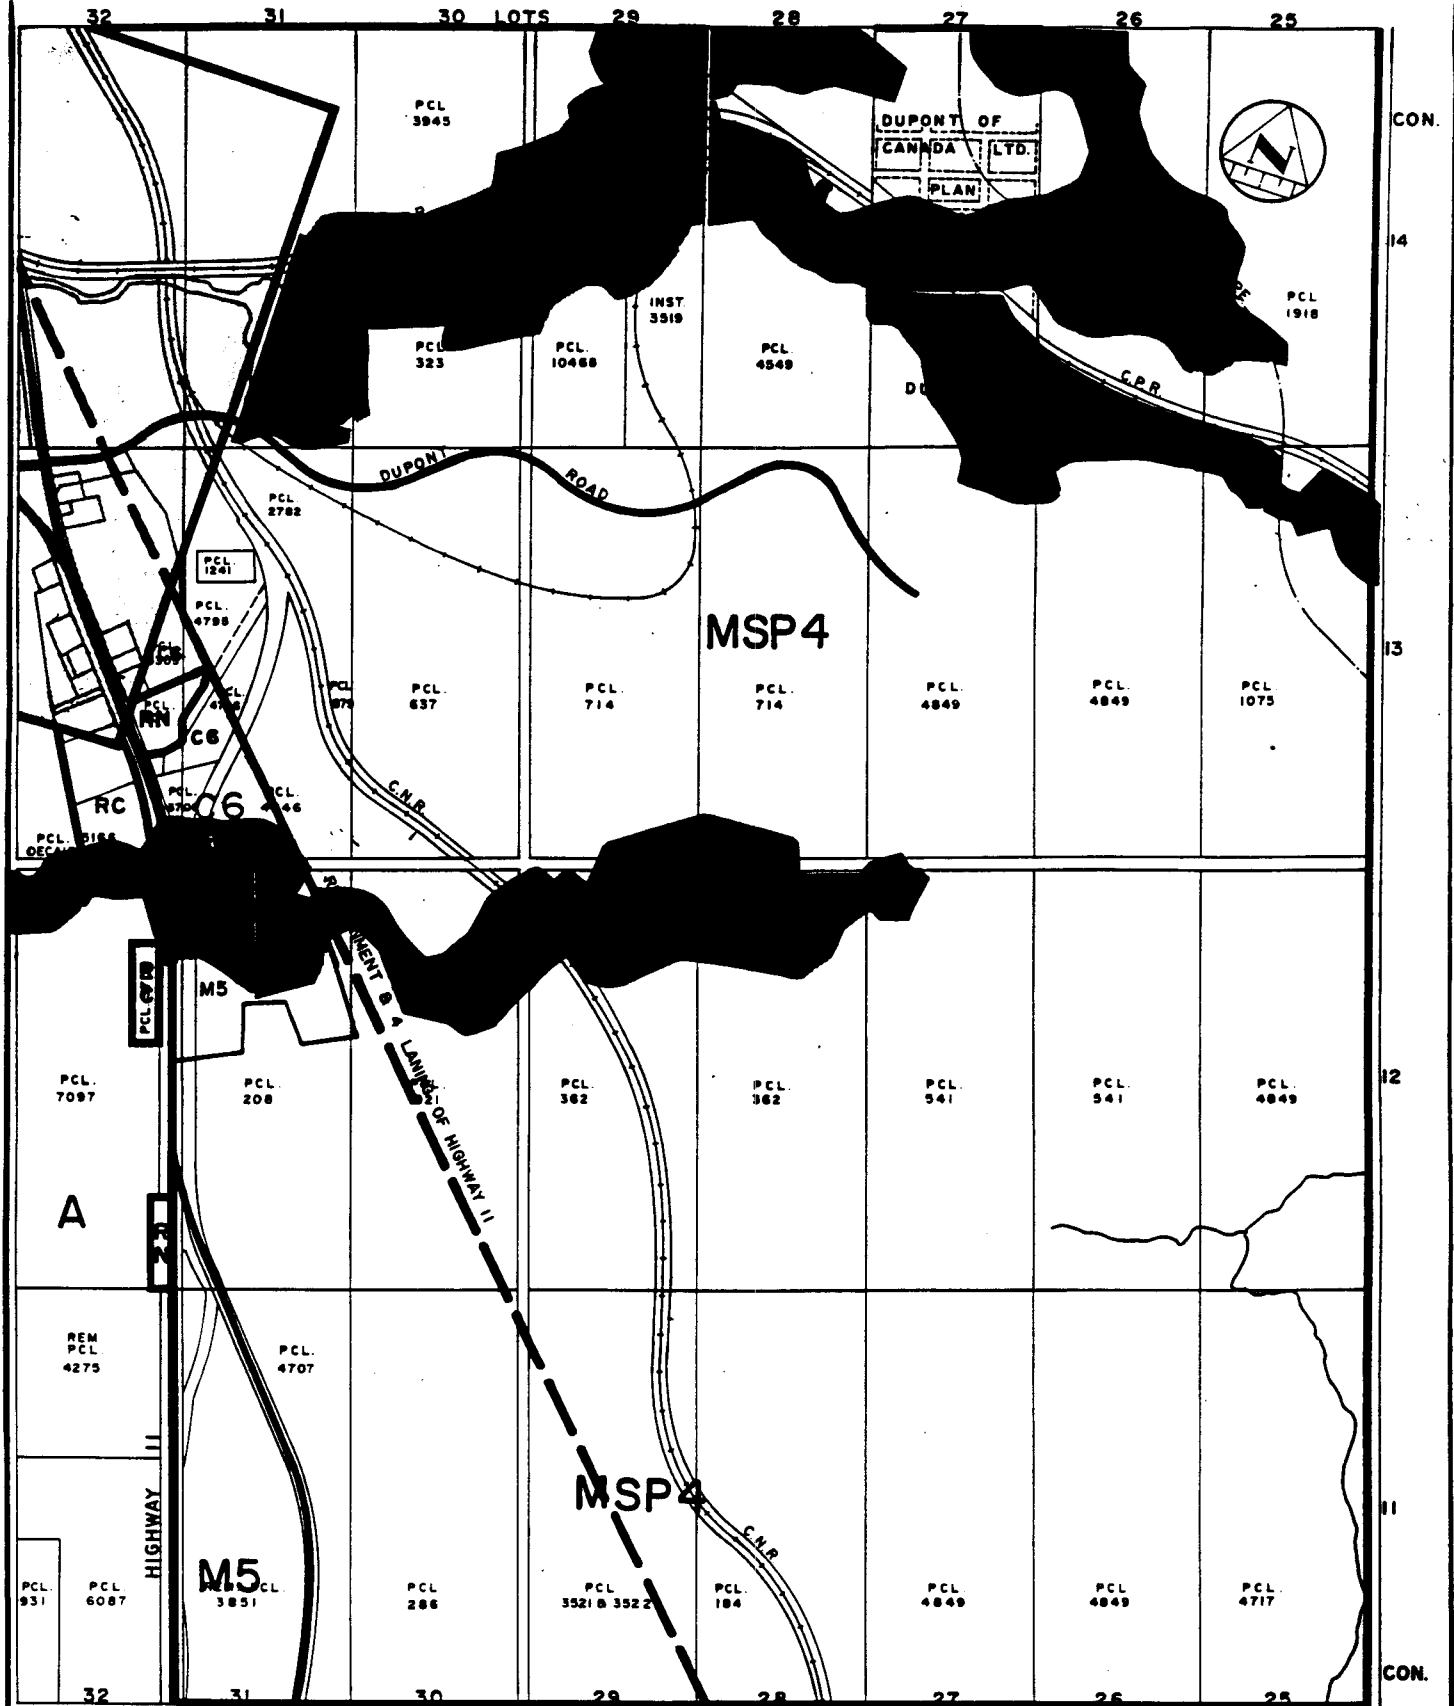 32 31 30 LOTS 29 28 27 26 25
CON.
PCL
3945
DUPONT OF
CANADA LTD.
PLAN
N
14
INST.
3519
PCL
1918
PCL
323
PCL.
10468
PCL.
4549
C.P.R.
DUPONT ROAD
PCL.
2782
PCL.
1241
PCL.
4798
MSP4
13
PCL.
637
PCL.
714
PCL.
714
PCL.
4849
PCL.
4849
PCL.
1075
RN
C6
RC
C6
C.N.R.
PCL.
M5
PCL.
& 4 LANING OF HIGHWAY 11
12
PCL.
7097
PCL.
208
PCL.
362
PCL.
362
PCL.
541
PCL.
541
PCL.
4849
A
RN
REM
PCL.
4275
PCL.
4707
HIGHWAY 11
MSP4
C.N.R
11
M5
PCL.
931
PCL.
6087
3851
PCL
286
PCL
3521 & 3522
PCL
184
PCL.
4849
PCL
4849
PCL.
4717
CON.
32 31 30 29 28 27 26 25